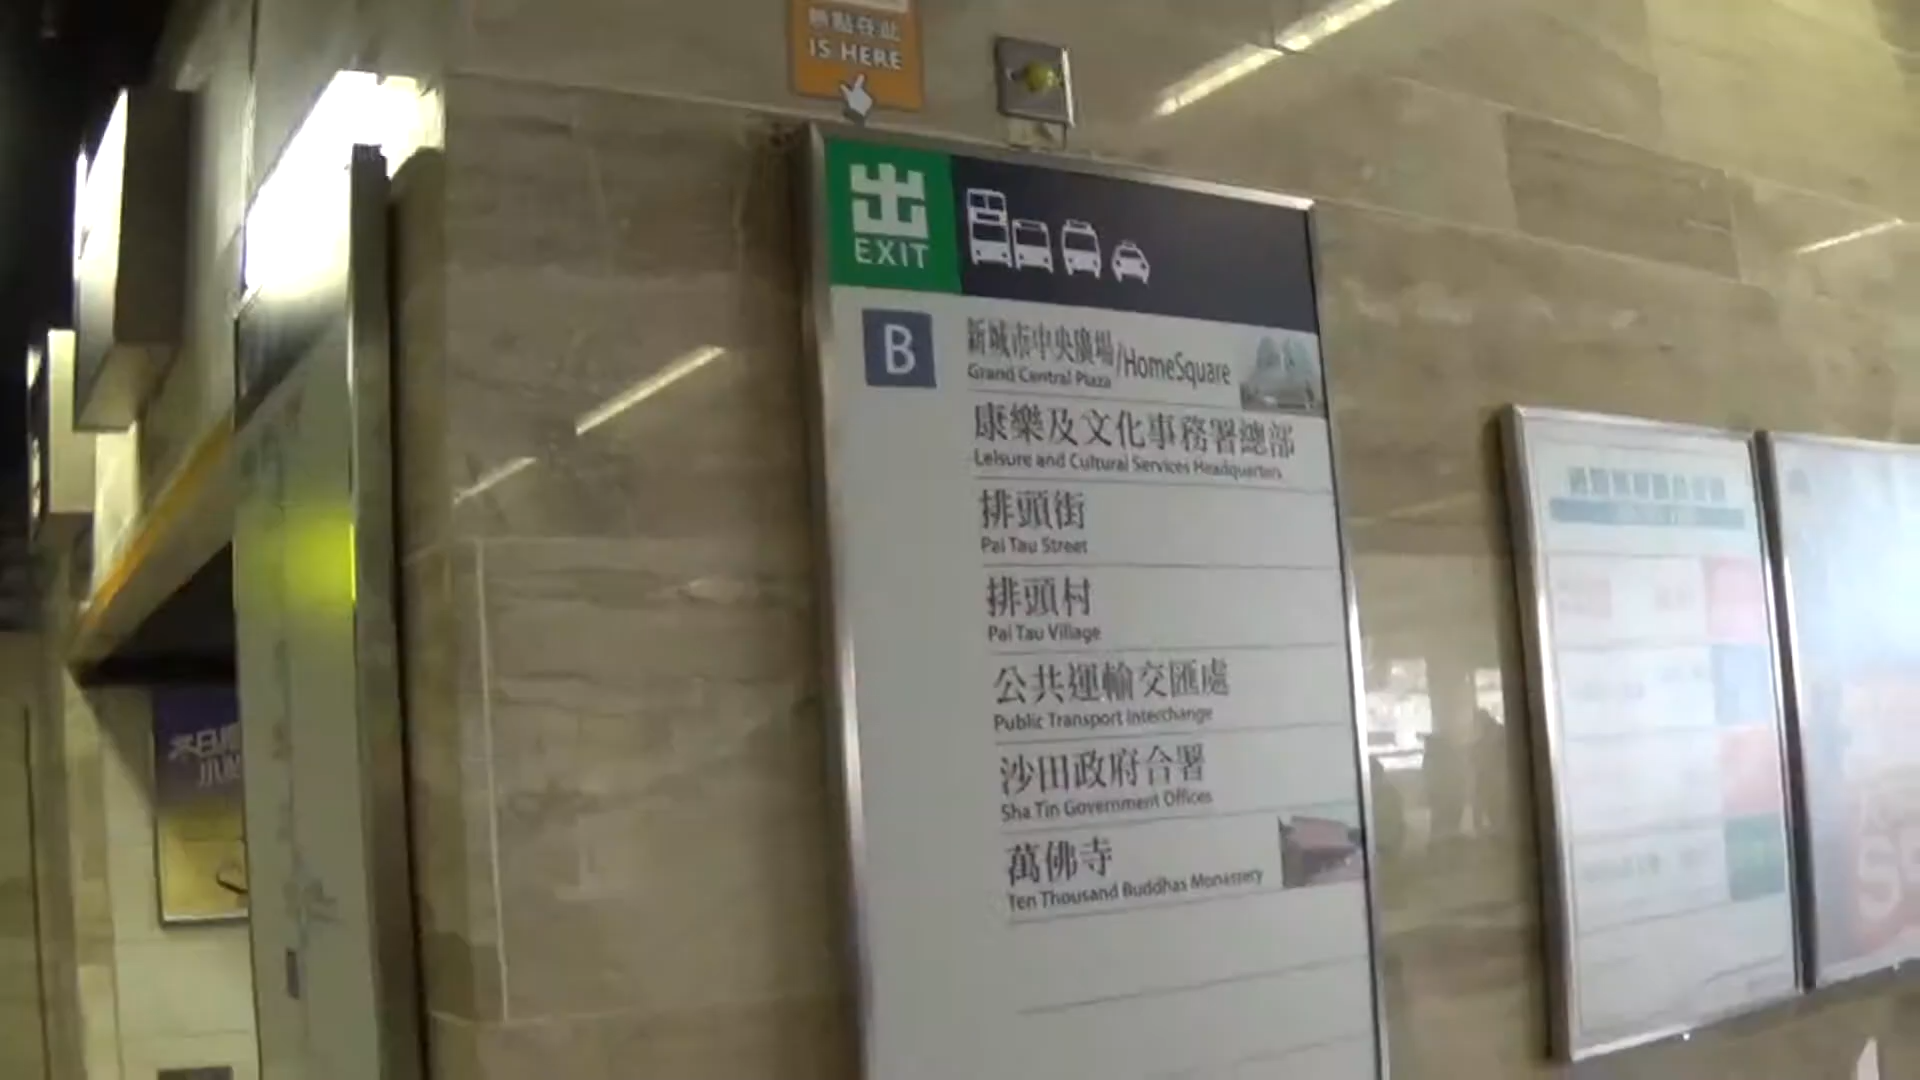 IS HERE
出
EXIT
B
新城市中央廣場/HomeSquare
Grand Central Plaza
康樂及文化事務署總部
Leisure and Cultural Services Headquarters
排頭街
Pai Tau Street
排頭村
Pai Tau Village
公共運輸交匯處
Public Transport Interchange
沙田政府合署
Sha Tin Government Offices
萬佛寺
Ten Thousand Buddhas Monastery